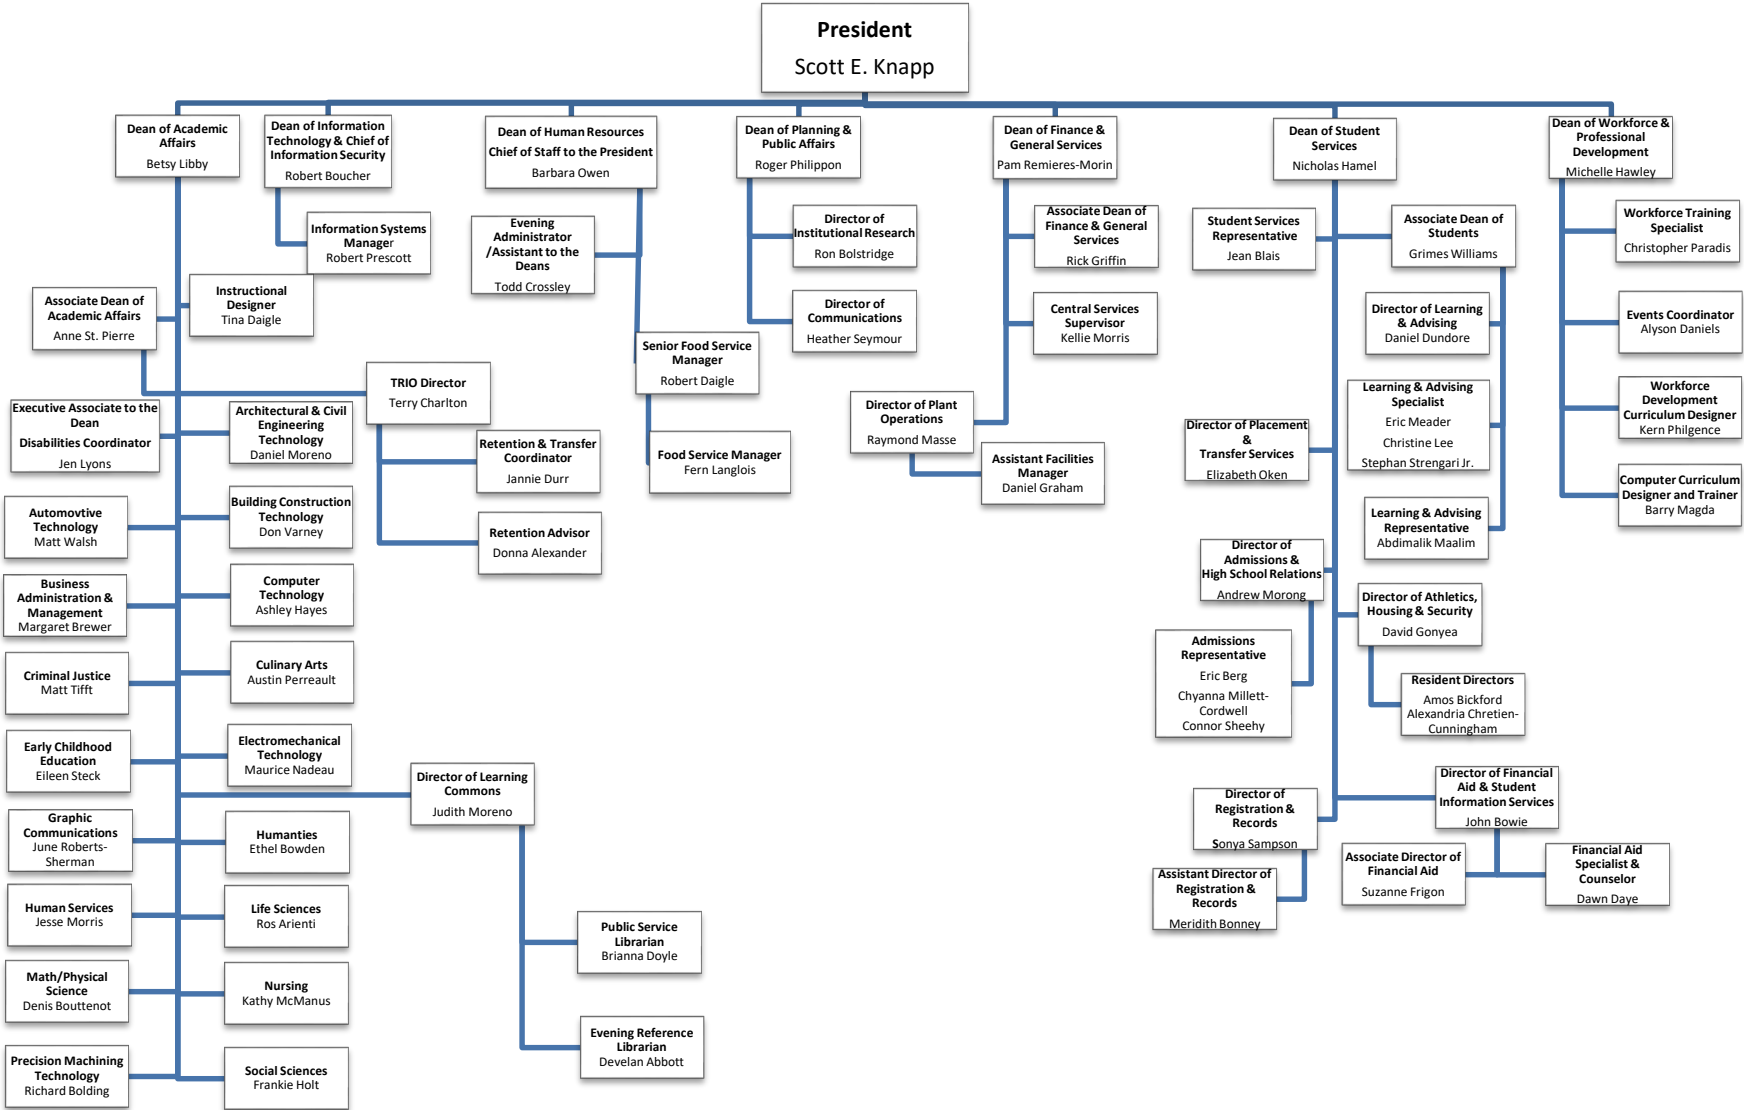 President
Scott E. Knapp
Dean of Academic
Affairs
Betsy Libby
Dean of Information
Technology & Chief of
Information Security
Robert Boucher
Dean of Human Resources
Chief of Staff to the President
Barbara Owen
Dean of Planning &
Public Affairs
Roger Philippon
Dean of Finance &
General Services
Pam Remieres-Morin
Dean of Student
Services
Nicholas Hamel
Dean of Workforce &
Professional
Development
Michelle Hawley
Information Systems
Manager
Robert Prescott
Instructional
Designer
Tina Daigle
Associate Dean of
Academic Affairs
Anne St. Pierre
TRIO Director
Terry Charlton
Retention & Transfer
Coordinator
Jannie Durr
Retention Advisor
Donna Alexander
Executive Associate to the
Dean
Disabilities Coordinator
Jen Lyons
Architectural & Civil
Engineering
Technology
Daniel Moreno
Automovtive
Technology
Matt Walsh
Building Construction
Technology
Don Varney
Business
Administration &
Management
Margaret Brewer
Computer
Technology
Ashley Hayes
Criminal Justice
Matt Tifft
Culinary Arts
Austin Perreault
Early Childhood
Education
Eileen Steck
Electromechanical
Technology
Maurice Nadeau
Director of Learning
Commons
Judith Moreno
Graphic
Communications
June Roberts-
Sherman
Humanties
Ethel Bowden
Human Services
Jesse Morris
Life Sciences
Ros Arienti
Math/Physical
Science
Denis Bouttenot
Nursing
Kathy McManus
Precision Machining
Technology
Richard Bolding
Social Sciences
Frankie Holt
Public Service
Librarian
Brianna Doyle
Evening Reference
Librarian
Develan Abbott
Evening
Administrator
/Assistant to the
Deans
Todd Crossley
Senior Food Service
Manager
Robert Daigle
Food Service Manager
Fern Langlois
Director of
Institutional Research
Ron Bolstridge
Director of
Communications
Heather Seymour
Associate Dean of
Finance & General
Services
Rick Griffin
Central Services
Supervisor
Kellie Morris
Director of Plant
Operations
Raymond Masse
Assistant Facilities
Manager
Daniel Graham
Student Services
Representative
Jean Blais
Associate Dean of
Students
Grimes Williams
Director of Learning
& Advising
Daniel Dundore
Learning & Advising
Specialist
Eric Meader
Christine Lee
Stephan Strengari Jr.
Director of Placement
&
Transfer Services
Elizabeth Oken
Learning & Advising
Representative
Abdimalik Maalim
Director of
Admissions &
High School Relations
Andrew Morong
Admissions
Representative
Eric Berg
Chyanna Millett-
Cordwell
Connor Sheehy
Director of Athletics,
Housing & Security
David Gonyea
Resident Directors
Amos Bickford
Alexandria Chretien-
Cunningham
Director of
Registration &
Records
Sonya Sampson
Assistant Director of
Registration &
Records
Meridith Bonney
Director of Financial
Aid & Student
Information Services
John Bowie
Associate Director of
Financial Aid
Suzanne Frigon
Financial Aid
Specialist &
Counselor
Dawn Daye
Workforce Training
Specialist
Christopher Paradis
Events Coordinator
Alyson Daniels
Workforce
Development
Curriculum Designer
Kern Philgence
Computer Curriculum
Designer and Trainer
Barry Magda